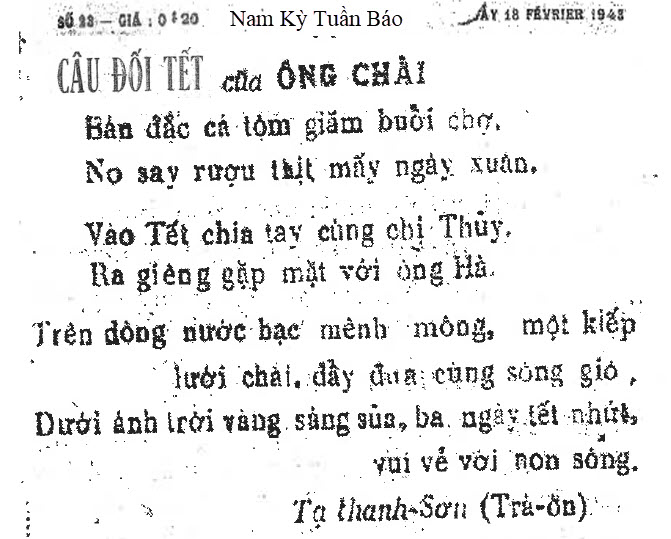 SỐ 23 — GIÁ : 0$20 Nam Kỳ Tuần Báo ẤY 18 FÉVRIER 1943
CÂU ĐỐI TẾT của ÔNG CHÀI
Bán đắc cá tôm giăm buổi chợ.
No say rượu thịt mấy ngày xuân.
Vào Tết chia tay cùng chị Thủy.
Ra giêng gặp mặt với ông Hà.
Trên dòng nước bạc mênh mông, một kiếp
lưới chài, đẩy đưa cùng sóng gió,
Dưới ánh trời vàng sáng sủa, ba ngày tết nhứt,
vui vẻ với non sông.
Tạ thanh-Sơn (Trà-ôn)